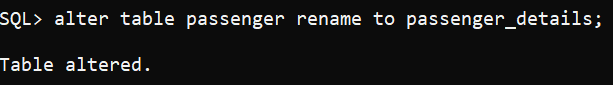 SQL> alter table passenger rename to passenger_details;
Table altered.